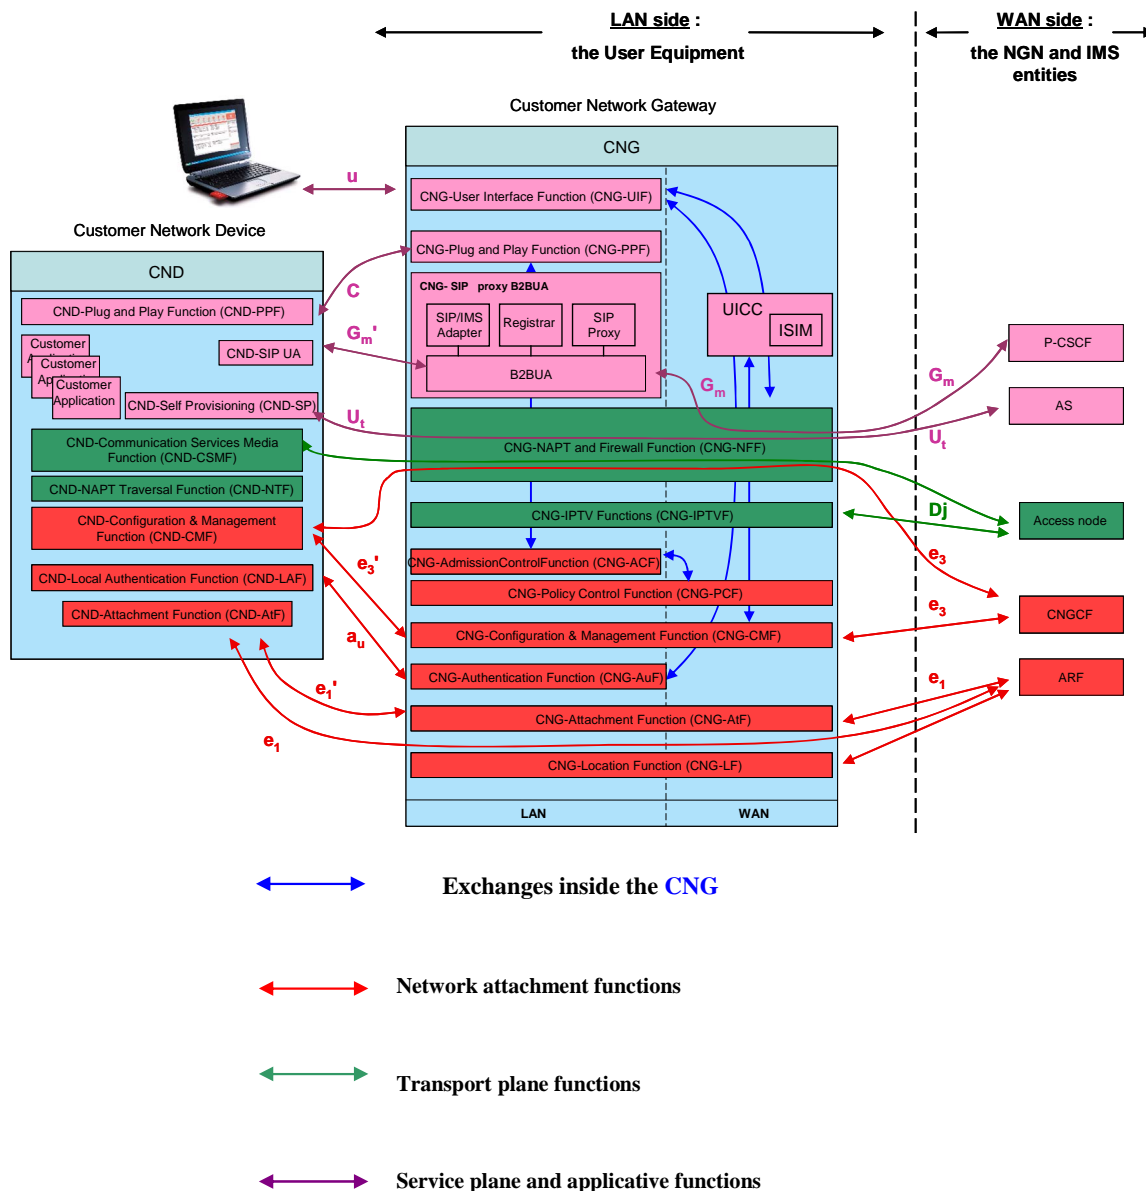 LAN side :
the User Equipment
WAN side :
the NGN and IMS
entities
Customer Network Gateway
CNG
u
CNG-User Interface Function (CNG-UIF)
Customer Network Device
CND
CNG-Plug and Play Function (CNG-PPF)
C
CND-Plug and Play Function (CND-PPF)
CNG- SIP proxy B2BUA
SIP/IMS
Adapter
Registrar
SIP
Proxy
B2BUA
UICC
ISIM
Gm'
Customer
Customer
Customer
Application
CND-SIP UA
CND-Self Provisioning (CND-SP)
Gm
Gm
P-CSCF
AS
Ut
Ut
CND-Communication Services Media
Function (CND-CSMF)
CNG-NAPT and Firewall Function (CNG-NFF)
CND-NAPT Traversal Function (CND-NTF)
CNG-IPTV Functions (CNG-IPTVF)
Dj
Access node
CND-Configuration & Management
Function (CND-CMF)
e3'
CNG-AdmissionControlFunction (CNG-ACF)
e3
CND-Local Authentication Function (CND-LAF)
CNG-Policy Control Function (CNG-PCF)
CND-Attachment Function (CND-AtF)
e3
CNGCF
au
CNG-Configuration & Management Function (CNG-CMF)
CNG-Authentication Function (CNG-AuF)
ARF
e1'
e1
CNG-Attachment Function (CNG-AtF)
e1
CNG-Location Function (CNG-LF)
LAN
WAN
Exchanges inside the CNG
Network attachment functions
Transport plane functions
Service plane and applicative functions